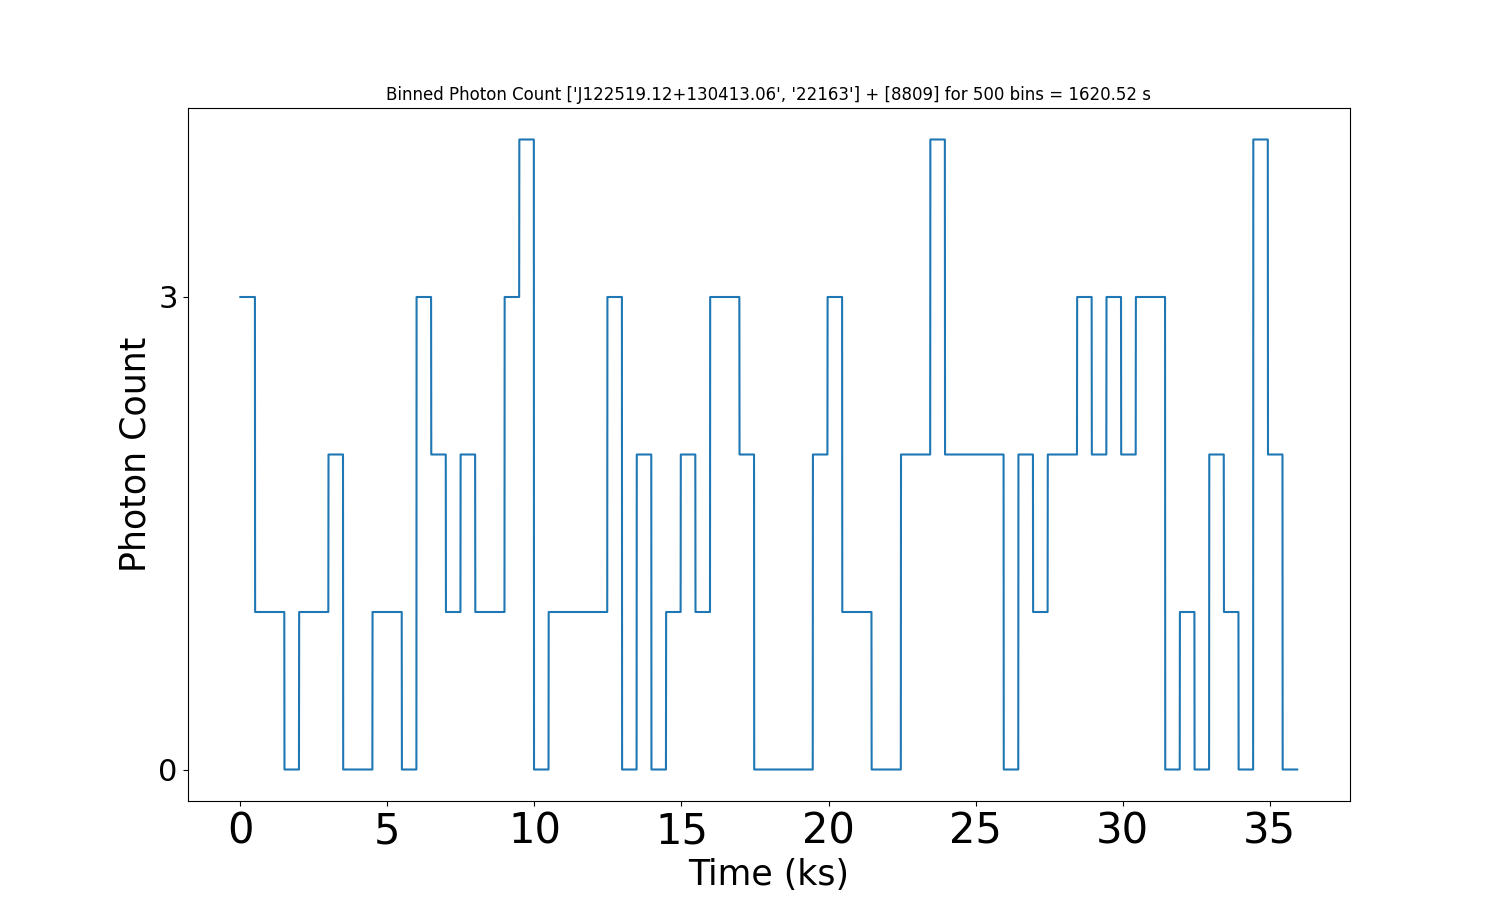 Binned Photon Count ['J122519.12+130413.06', '22163'] + [8809] for 500 bins = 1620.52 s
Photon Count
3
0
0 5 10 15 20 25 30 35
Time (ks)